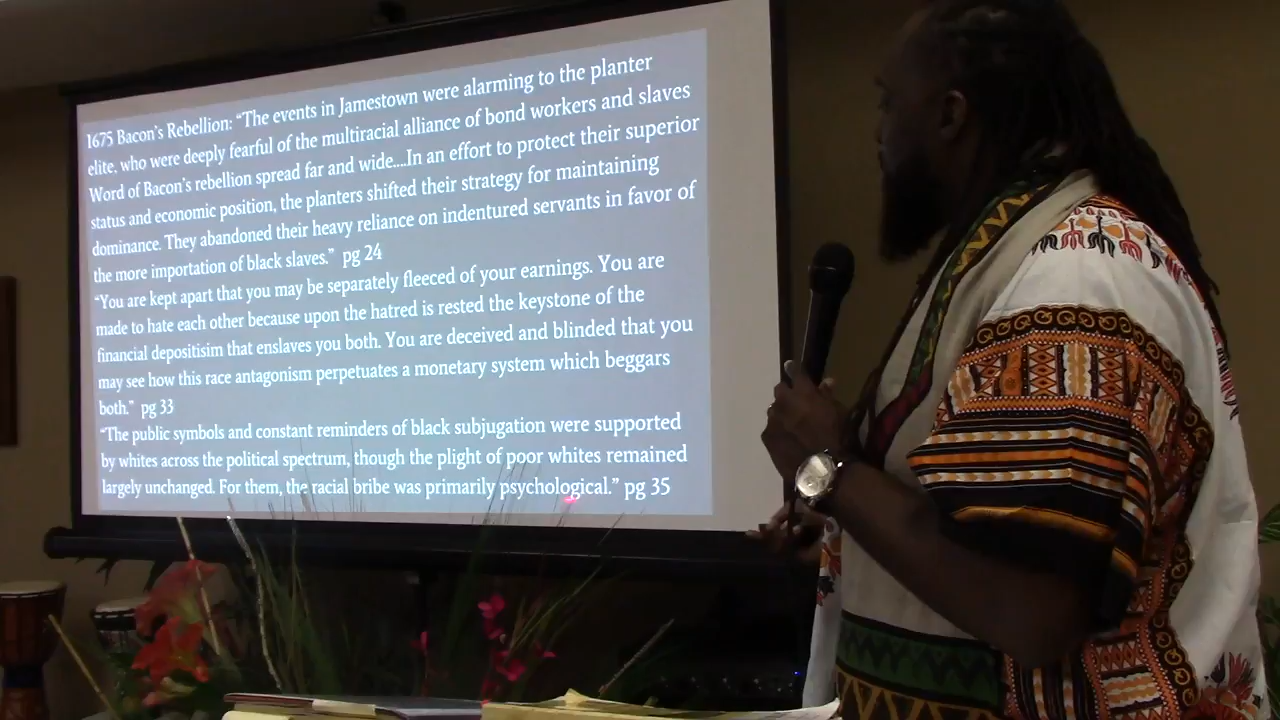 1675 Bacon's Rebellion: “The events in Jamestown were alarming to the planter
elite, who were deeply fearful of the multiracial alliance of bond workers and slaves
Word of Bacon's rebellion spread far and wide....In an effort to protect their superior
status and economic position, the planters shifted their strategy for maintaining
dominance. They abandoned their heavy reliance on indentured servants in favor of
the more importation of black slaves.” pg 24
“You are kept apart that you may be separately fleeced of your earnings. You are
made to hate each other because upon the hatred is rested the keystone of the
financial depositisim that enslaves you both. You are deceived and blinded that you
may see how this race antagonism perpetuates a monetary system which beggars
both.” pg 33
“The public symbols and constant reminders of black subjugation were supported
by whites across the political spectrum, though the plight of poor whites remained
largely unchanged. For them, the racial bribe was primarily psychological.” pg 35